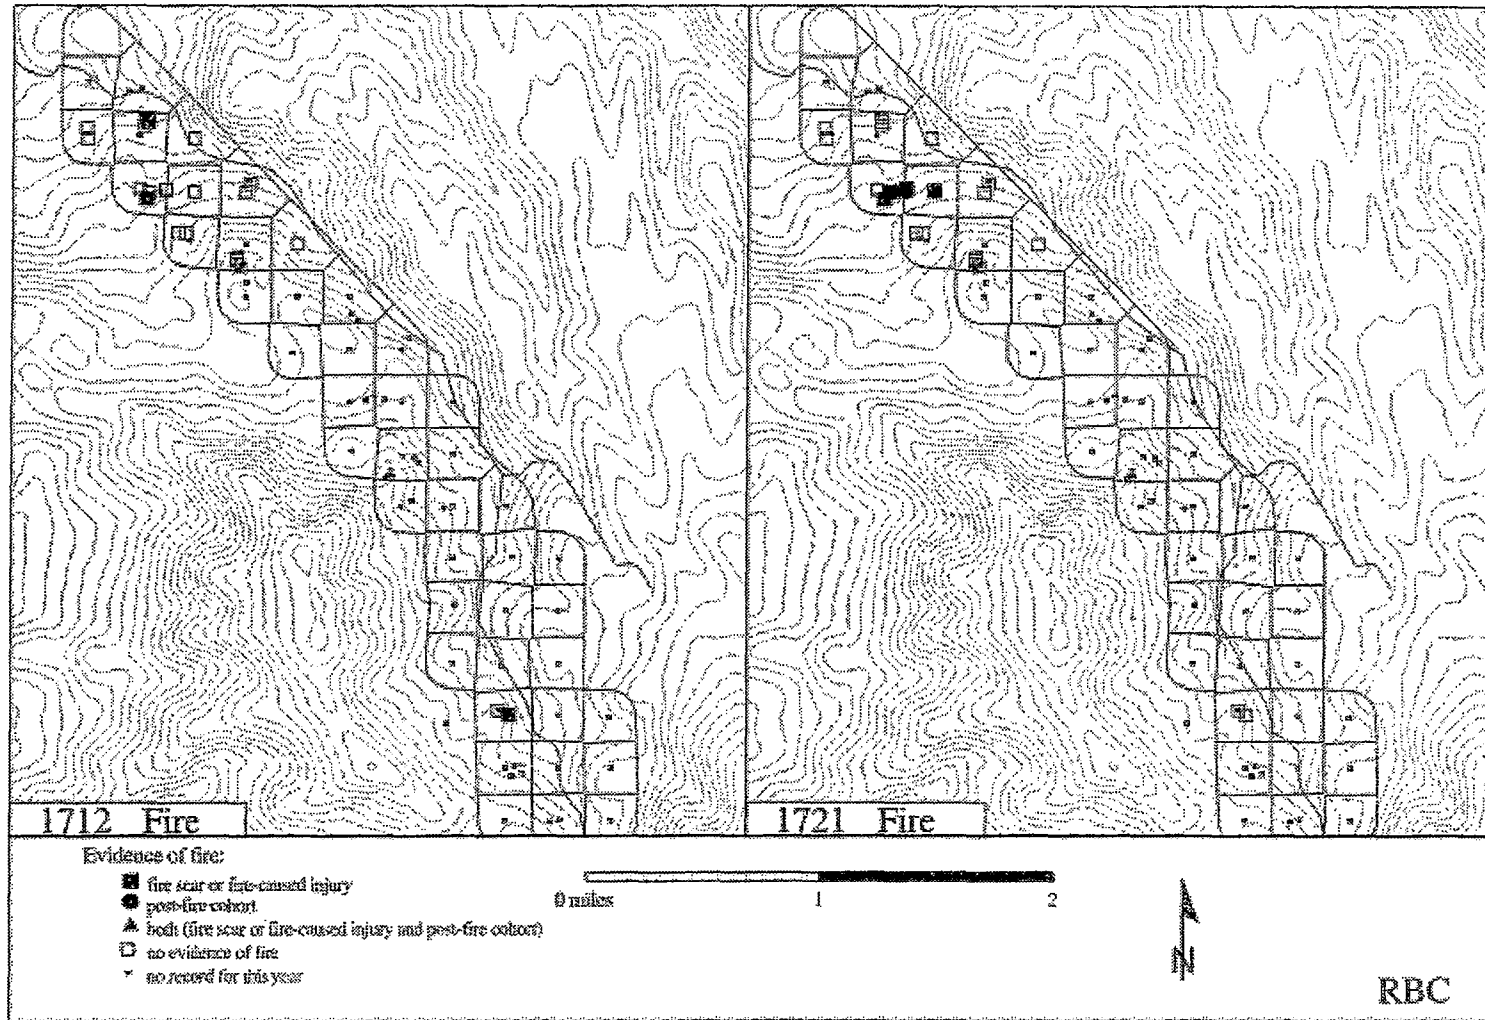 1712 Fire
1721 Fire
Evidence of fire:
fire scar or fire-caused injury
post-fire cohort
both (fire scar or fire-caused injury and post-fire cohort)
no evidence of fire
no record for this year
0 miles 1 2
N
RBC